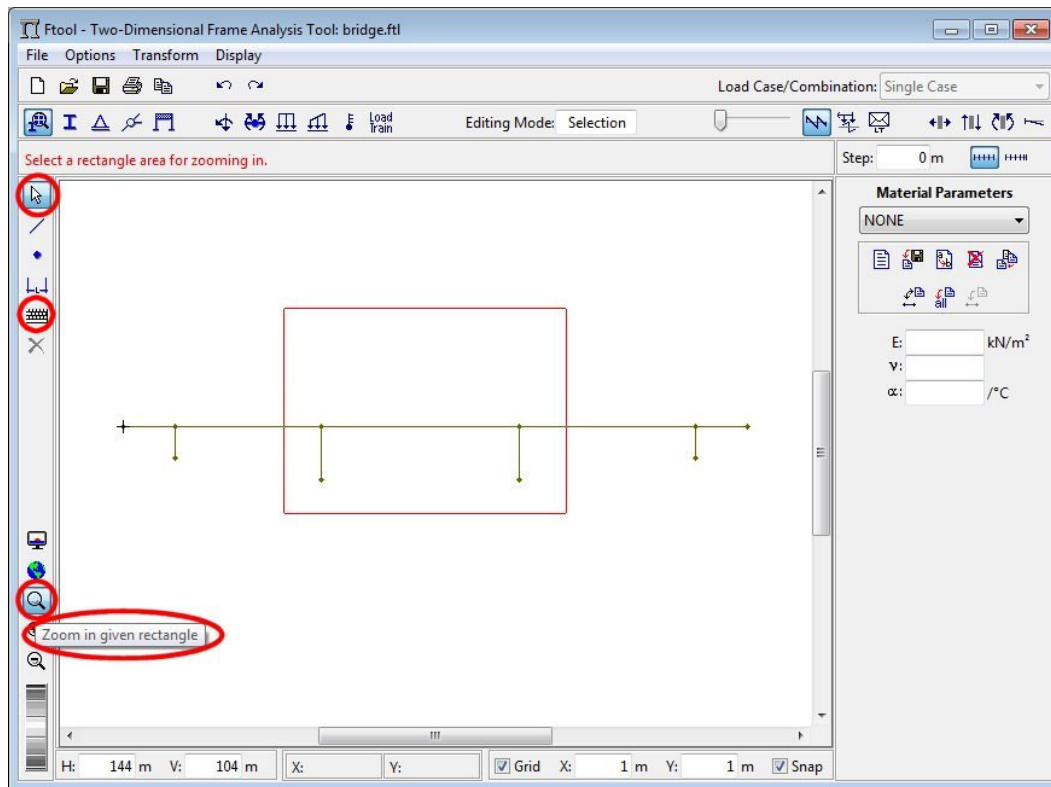 Ftool - Two-Dimensional Frame Analysis Tool: bridge.ftl
File Options Transform Display
Load Case/Combination: Single Case
Load Train
Editing Mode: Selection
LT
Select a rectangle area for zooming in.
Step: 0 m
Material Parameters
NONE
L
all
E: kN/m²
ν:
α: /°C
Zoom in given rectangle
H: 144 m V: 104 m X: Y: Grid X: 1 m Y: 1 m Snap